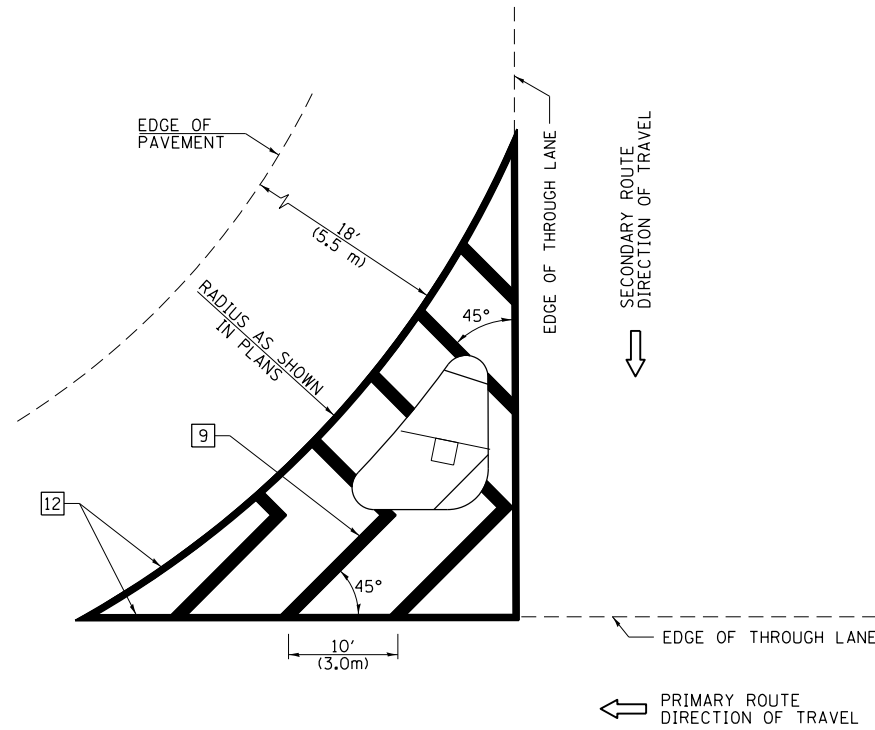 EDGE OF
PAVEMENT
18'
(5.5 m)
EDGE OF THROUGH LANE
SECONDARY ROUTE
DIRECTION OF TRAVEL
RADIUS AS SHOWN
IN PLANS
45°
9
12
45°
10'
(3.0m)
EDGE OF THROUGH LANE
PRIMARY ROUTE
DIRECTION OF TRAVEL